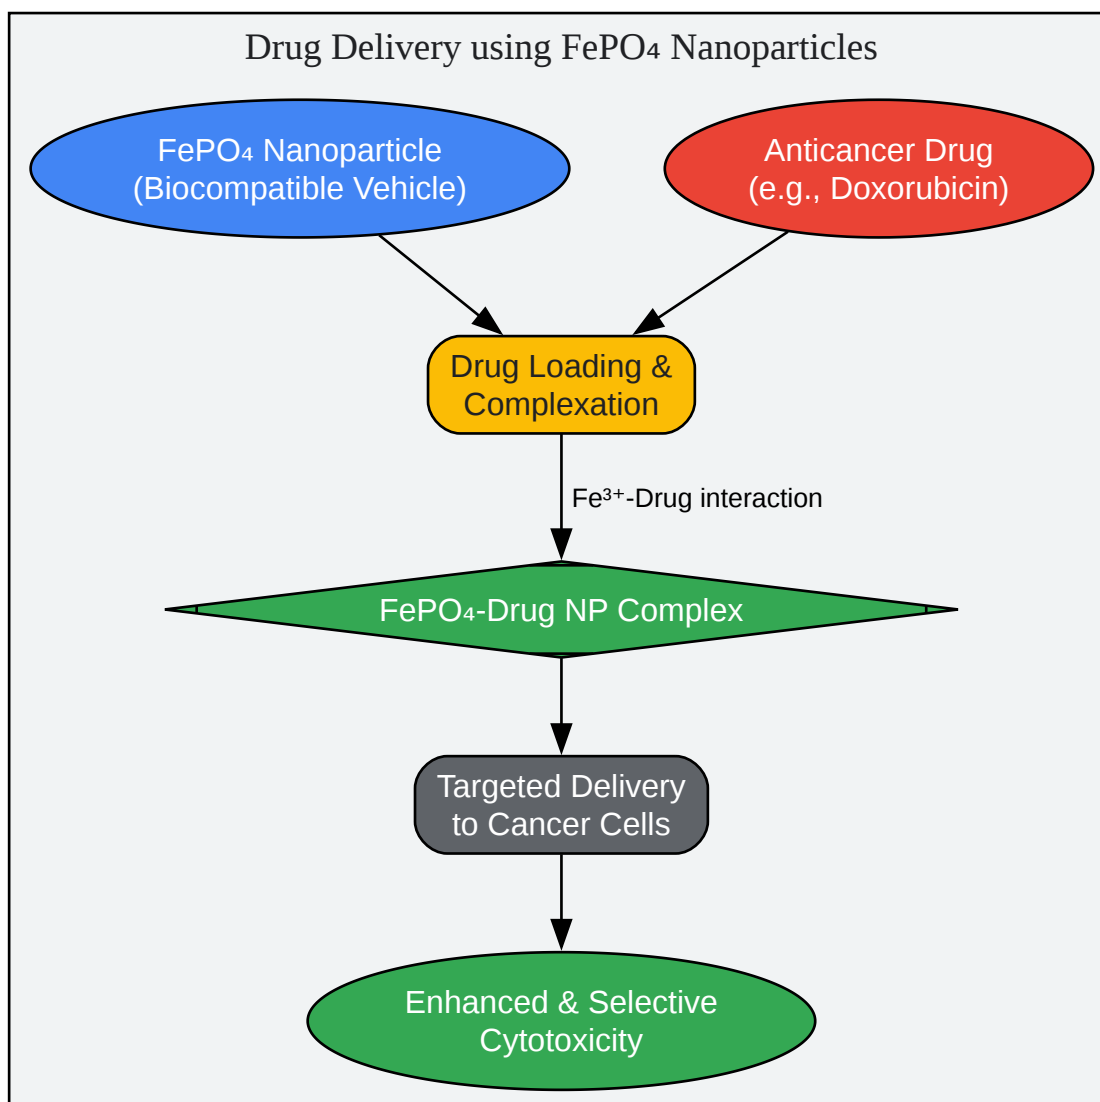 Drug Delivery using FePO₄ Nanoparticles
FePO₄ Nanoparticle
(Biocompatible Vehicle)
Anticancer Drug
(e.g., Doxorubicin)
Drug Loading &
Complexation
Fe³⁺-Drug interaction
FePO₄-Drug NP Complex
Targeted Delivery
to Cancer Cells
Enhanced & Selective
Cytotoxicity